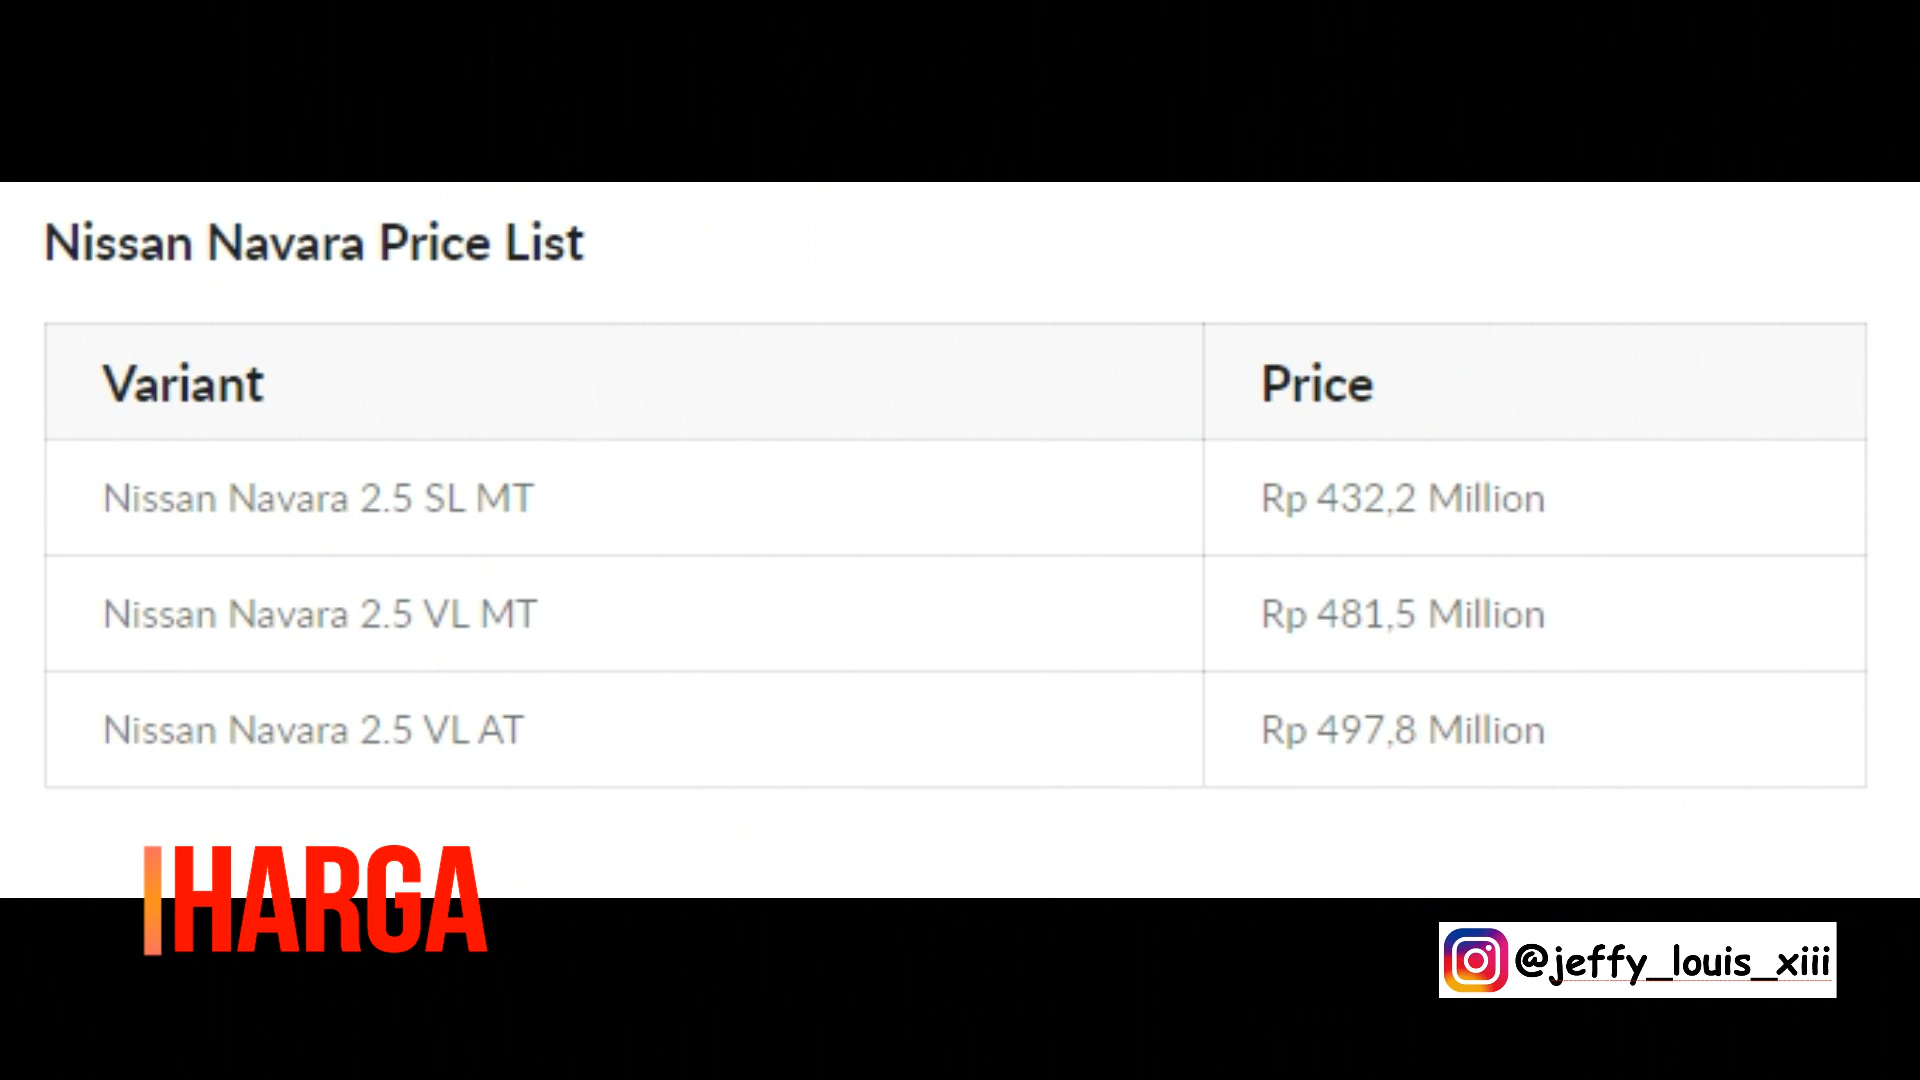 Nissan Navara Price List
Variant Price
Nissan Navara 2.5 SL MT Rp 432,2 Million
Nissan Navara 2.5 VL MT Rp 481,5 Million
Nissan Navara 2.5 VL AT Rp 497,8 Million
HARGA
@jeffy_louis_xiii